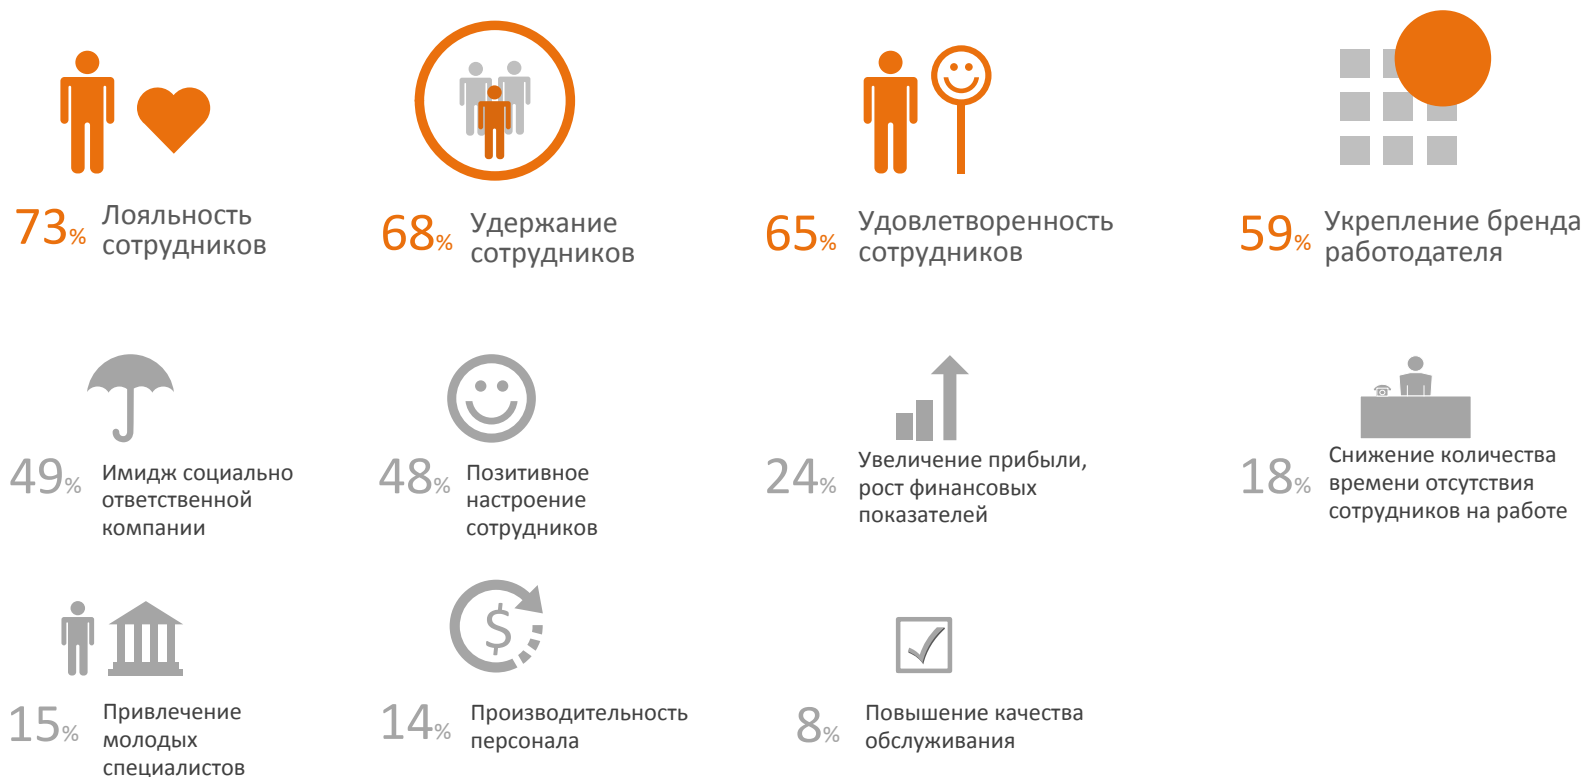 73% Лояльность
сотрудников
68% Удержание
сотрудников
65% Удовлетворенность
сотрудников
59% Укрепление бренда
работодателя
49% Имидж социально
ответственной
компании
48% Позитивное
настроение
сотрудников
24% Увеличение прибыли,
рост финансовых
показателей
18% Снижение количества
времени отсутствия
сотрудников на работе
$
15% Привлечение
молодых
специалистов
14% Производительность
персонала
8% Повышение качества
обслуживания